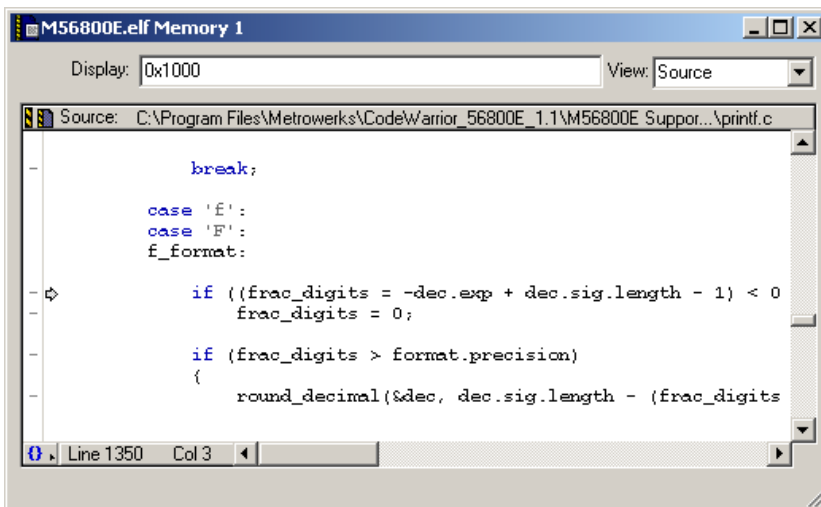 M56800E.elf Memory 1
Display: 0x1000 View: Source
Source: C:\Program Files\Metrowerks\CodeWarrior_56800E_1.1\M56800E Suppor...\printf.c
break;
case 'f':
case 'F':
f_format:
if ((frac_digits = -dec.exp + dec.sig.length - 1) < 0
frac_digits = 0;
if (frac_digits > format.precision)
{
round_decimal(&dec, dec.sig.length - (frac_digits
Line 1350 Col 3